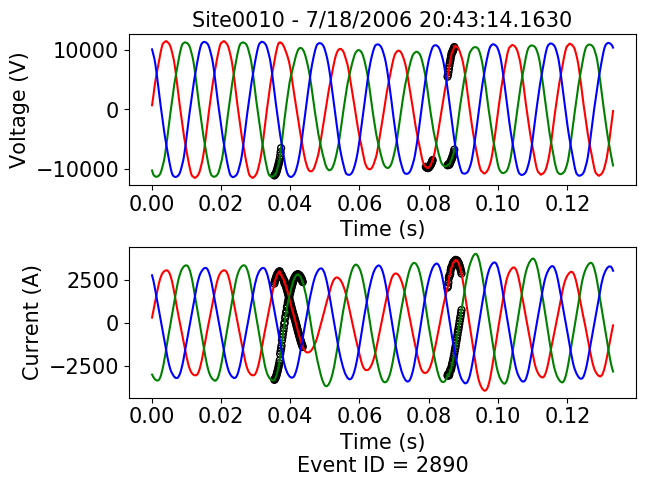 Site0010 - 7/18/2006 20:43:14.1630
Voltage (V)
10000
0
−10000
0.00 0.02 0.04 0.06 0.08 0.10 0.12
Time (s)
Current (A)
2500
0
−2500
0.00 0.02 0.04 0.06 0.08 0.10 0.12
Time (s)
Event ID = 2890